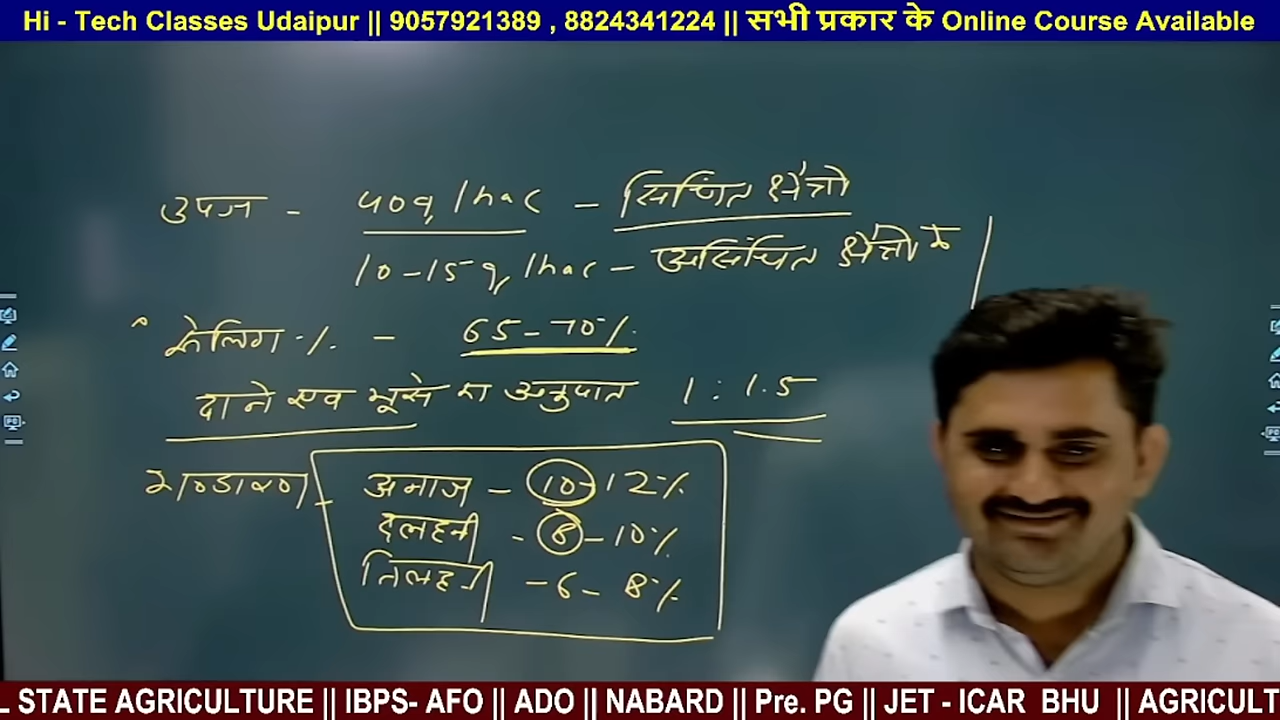 Hi - Tech Classes Udaipur || 9057921389 , 8824341224 || सभी प्रकार के Online Course Available
उपज - 40q/hac - सिंचित क्षेत्रो
10-15q/hac - असिंचित क्षेत्रो में
शेलिंग % - 65-70%
दाने एव भूसे का अनुपात 1 : 1.5
भण्डारण - अनाज - 10-12%
दलहनी - 8-10%
तिलहनी - 6-8%
L STATE AGRICULTURE || IBPS- AFO || ADO || NABARD || Pre. PG || JET - ICAR BHU || AGRICULT